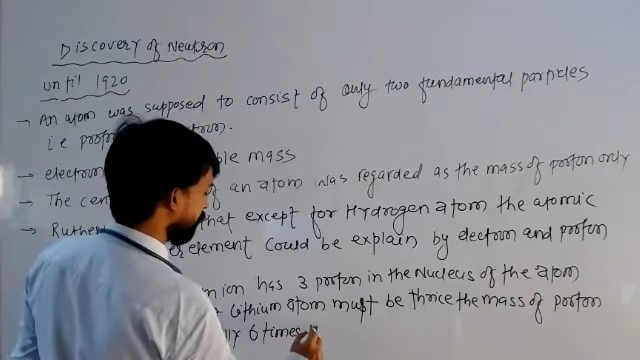 Discovery of Neutron
Until 1920
→ An atom was supposed to consist of only two fundamental particles
i.e proton
→ electron mass
→ The of an atom was regarded as the mass of proton only
→ that except for Hydrogen atom the atomic
element could be explain by electron and proton
ion has 3 proton in the Nucleus of the atom
Lithium atom must be thrice the mass of proton
6 times